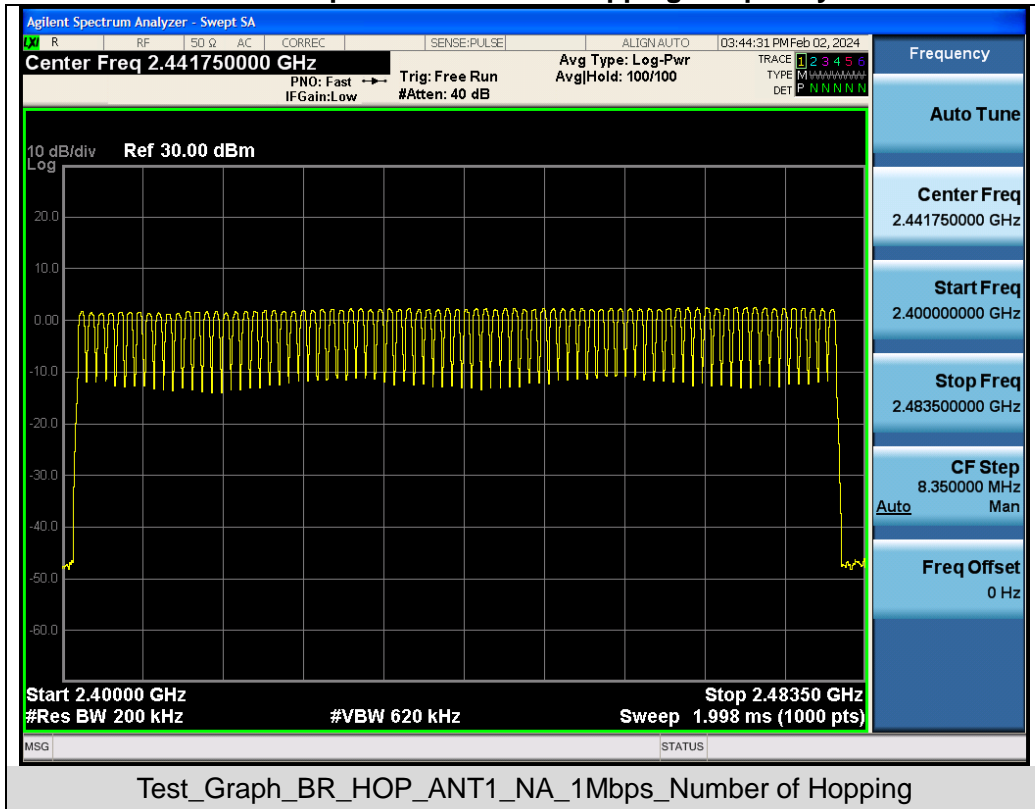 Agilent Spectrum Analyzer - Swept SA
LXI R RF 50 Ω AC CORREC SENSE:PULSE ALIGN AUTO 03:44:31 PM Feb 02, 2024
Center Freq 2.441750000 GHz
PNO: Fast
IFGain:Low
Trig: Free Run
#Atten: 40 dB
Avg Type: Log-Pwr
Avg|Hold: 100/100
TRACE 1 2 3 4 5 6
TYPE M
DET P N N N N N
10 dB/div Ref 30.00 dBm
Log
20.0
10.0
0.00
-10.0
-20.0
-30.0
-40.0
-50.0
-60.0
Start 2.40000 GHz Stop 2.48350 GHz
#Res BW 200 kHz #VBW 620 kHz Sweep 1.998 ms (1000 pts)
MSG STATUS
Frequency
Auto Tune
Center Freq
2.441750000 GHz
Start Freq
2.400000000 GHz
Stop Freq
2.483500000 GHz
CF Step
8.350000 MHz
Auto Man
Freq Offset
0 Hz
Test_Graph_BR_HOP_ANT1_NA_1Mbps_Number of Hopping